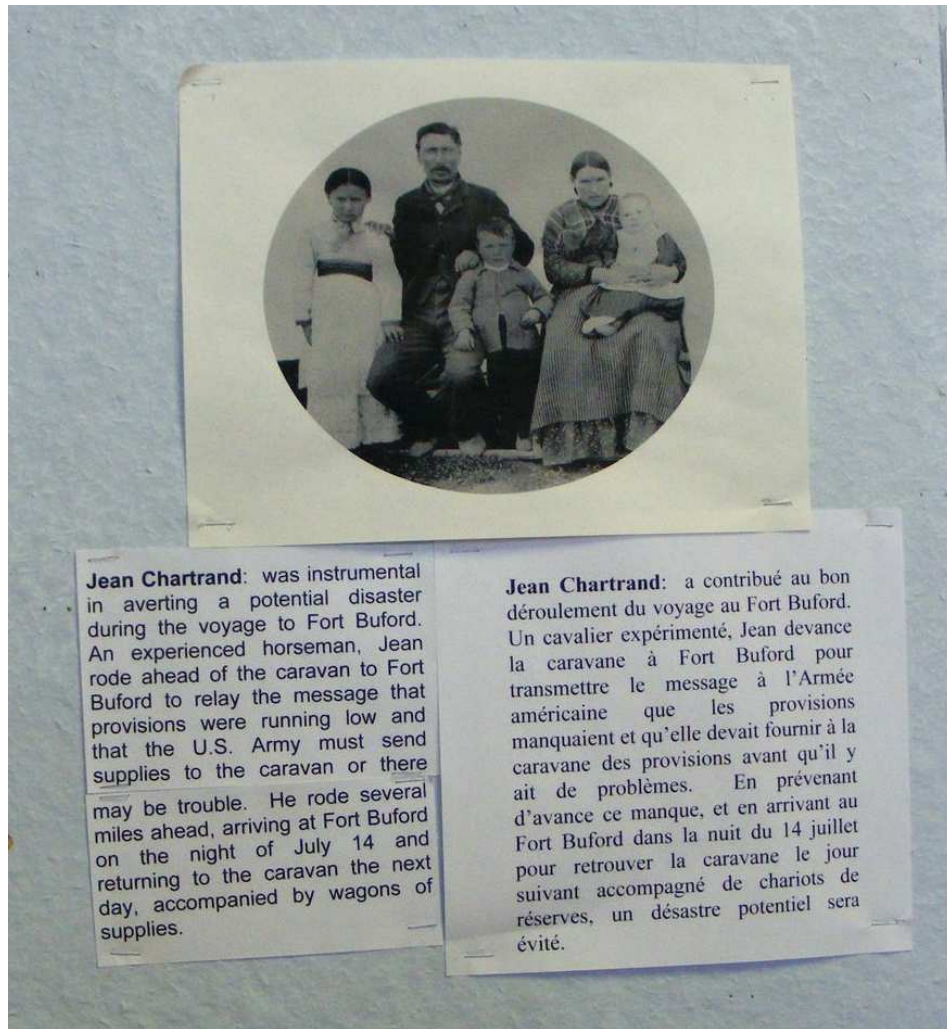 Jean Chartrand: was instrumental
in averting a potential disaster
during the voyage to Fort Buford.
An experienced horseman, Jean
rode ahead of the caravan to Fort
Buford to relay the message that
provisions were running low and
that the U.S. Army must send
supplies to the caravan or there
may be trouble. He rode several
miles ahead, arriving at Fort Buford
on the night of July 14 and
returning to the caravan the next
day, accompanied by wagons of
supplies.
Jean Chartrand: a contribué au bon
déroulement du voyage au Fort Buford.
Un cavalier expérimenté, Jean devance
la caravane à Fort Buford pour
transmettre le message à l'Armée
américaine que les provisions
manquaient et qu'elle devait fournir à la
caravane des provisions avant qu'il y
ait de problèmes. En prévenant
d'avance ce manque, et en arrivant au
Fort Buford dans la nuit du 14 juillet
pour retrouver la caravane le jour
suivant accompagné de chariots de
réserves, un désastre potentiel sera
évité.